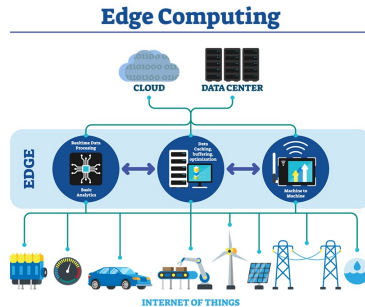 Edge Computing
CLOUD
DATA CENTER
EDGE
Realtime Data
Processing
Basic
Analytics
Data
Caching,
buffering,
optimization
Machine to
Machine
INTERNET OF THINGS